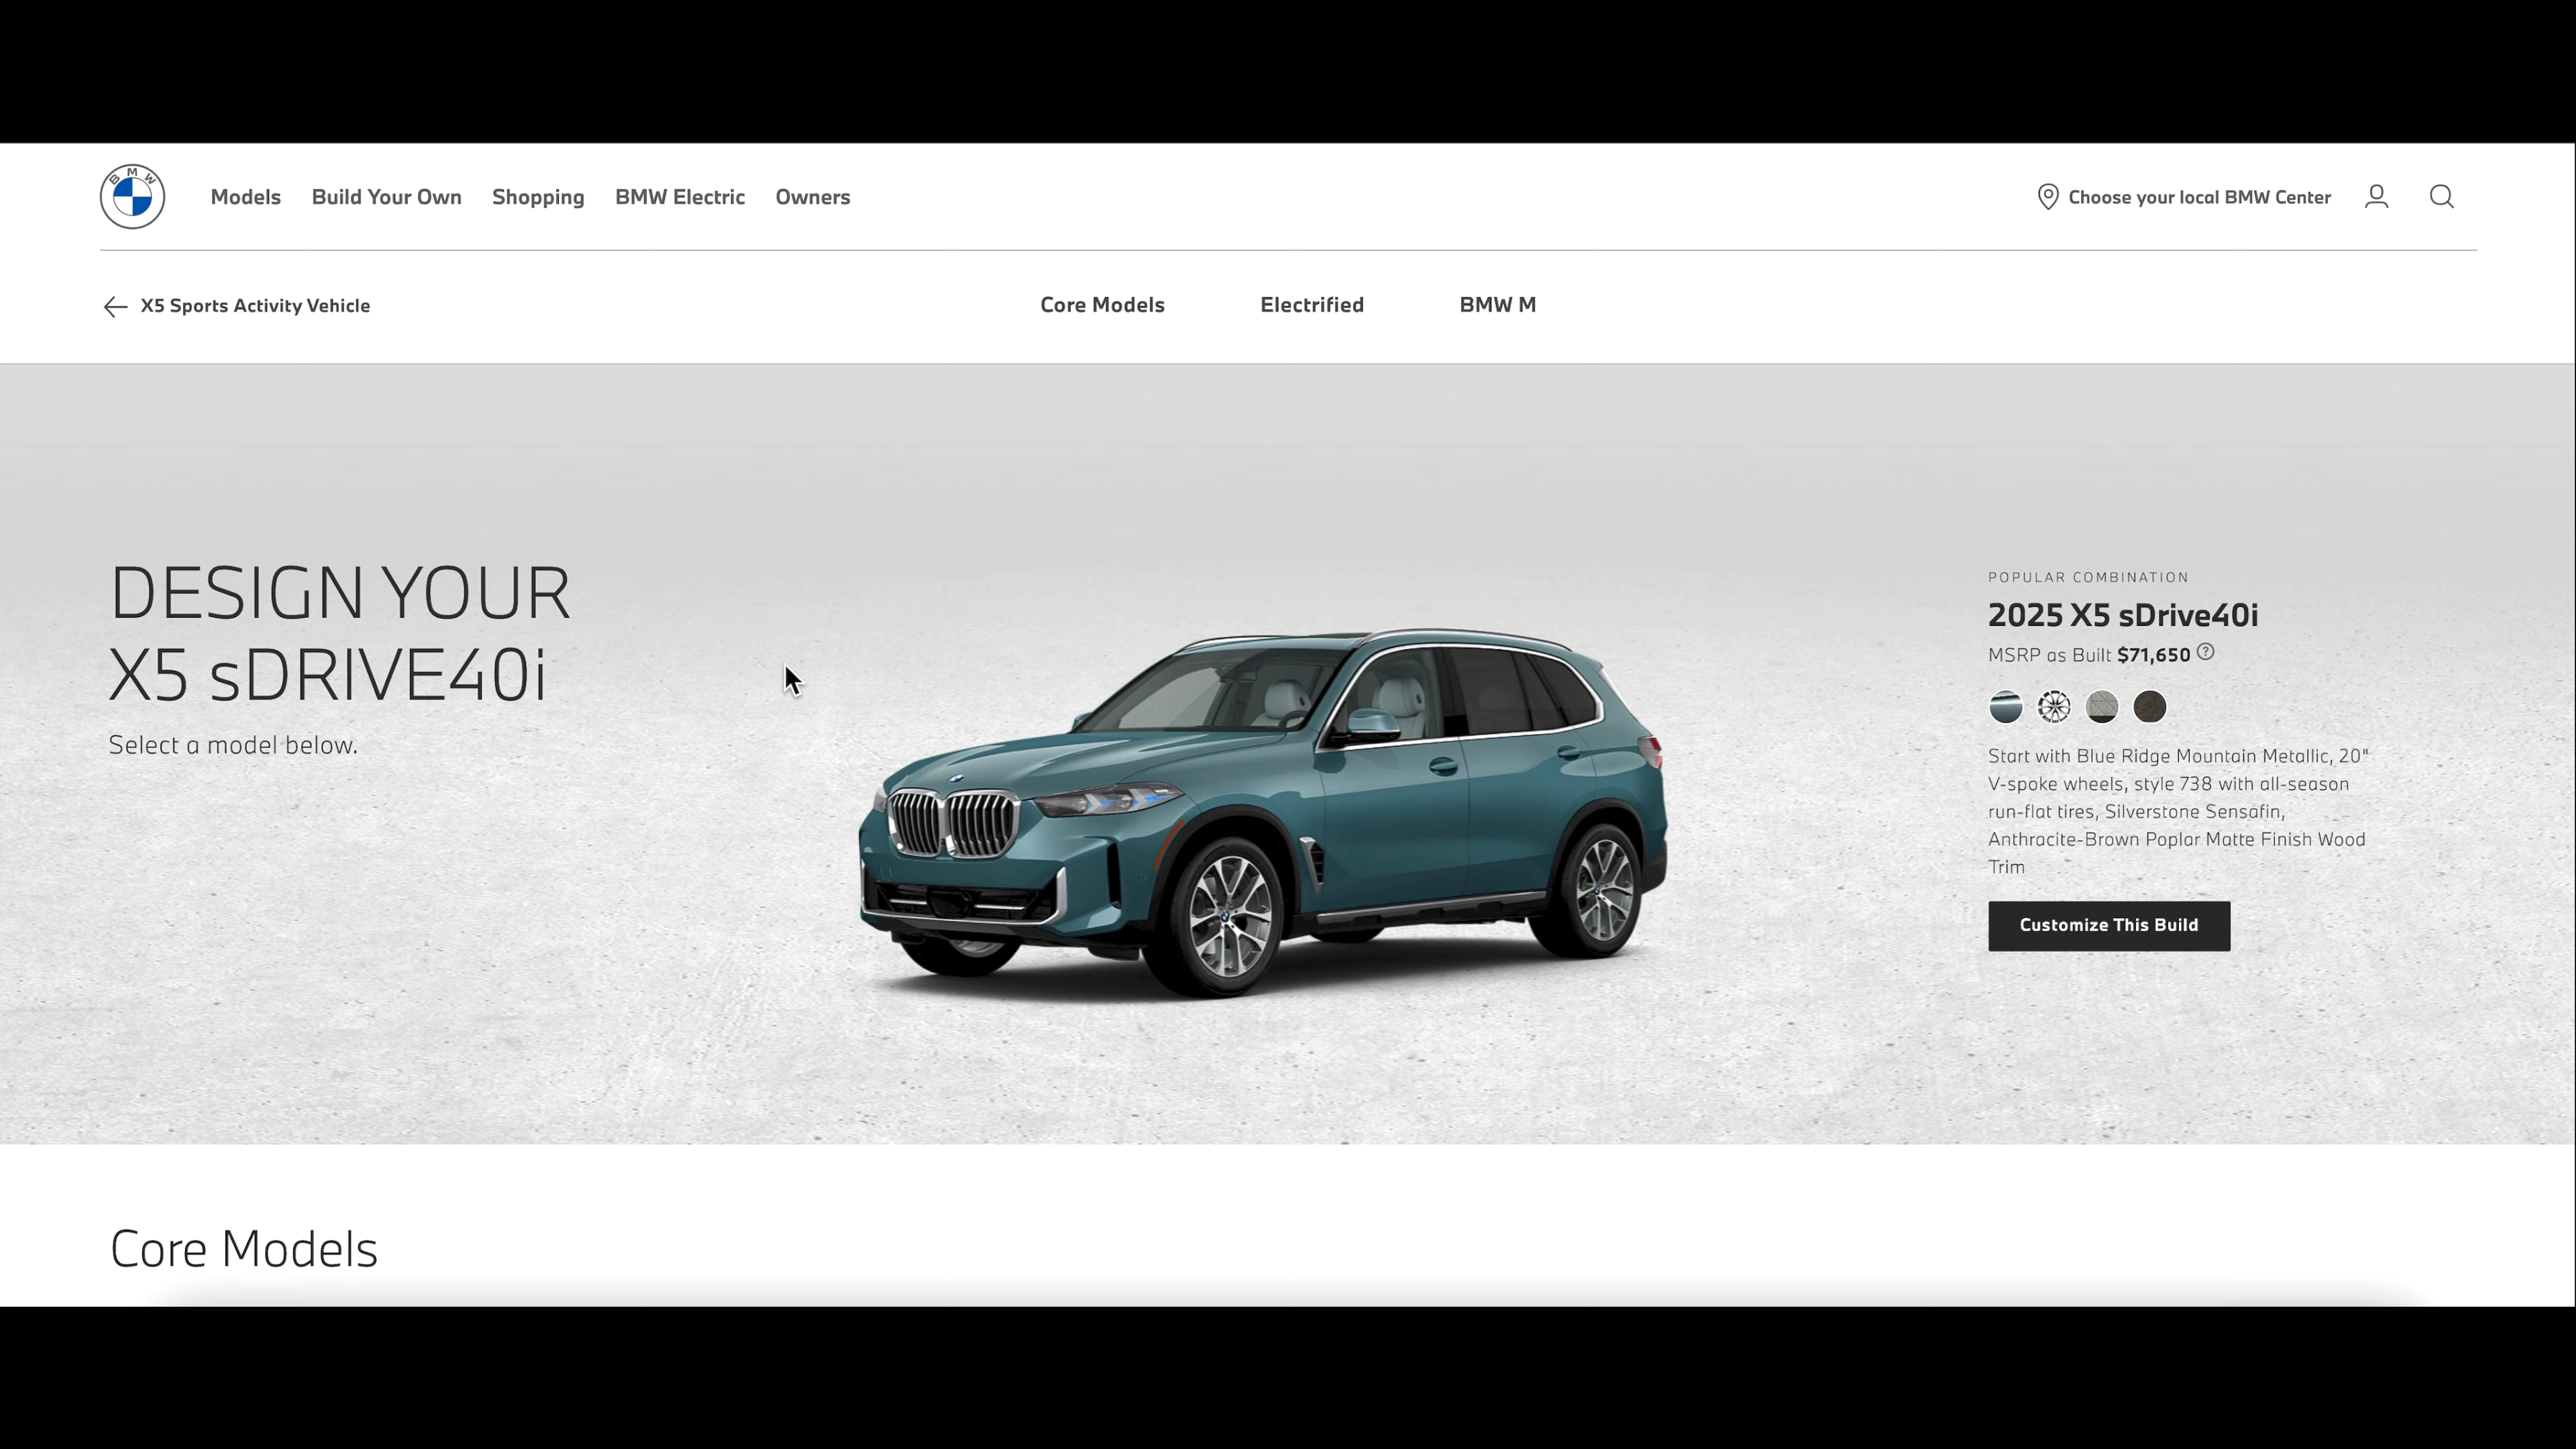 BMW
Models Build Your Own Shopping BMW Electric Owners
Choose your local BMW Center
X5 Sports Activity Vehicle
Core Models Electrified BMW M
DESIGN YOUR
X5 sDRIVE40i
Select a model below.
POPULAR COMBINATION
2025 X5 sDrive40i
MSRP as Built $71,650 ?
Start with Blue Ridge Mountain Metallic, 20"
V-spoke wheels, style 738 with all-season
run-flat tires, Silverstone Sensafin,
Anthracite-Brown Poplar Matte Finish Wood
Trim
Customize This Build
Core Models